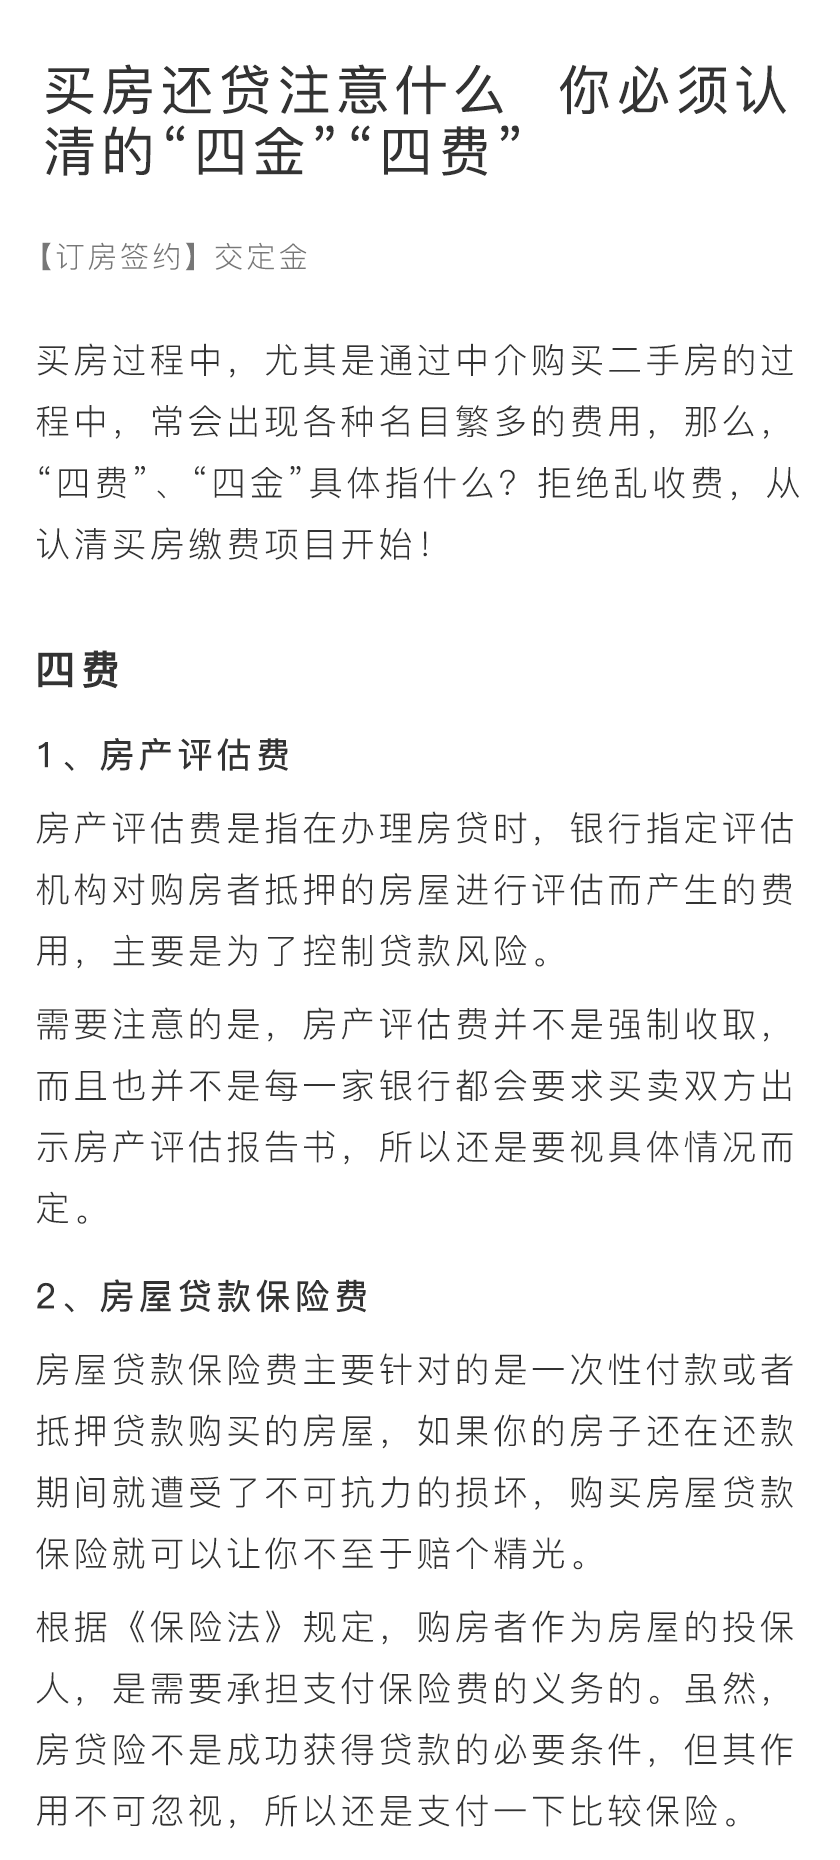 买房还贷注意什么 你必须认
清的“四金”“四费”
【订房签约】交定金
买房过程中，尤其是通过中介购买二手房的过
程中，常会出现各种名目繁多的费用，那么，
“四费”、“四金”具体指什么？拒绝乱收费，从
认清买房缴费项目开始！
四费
1、房产评估费
房产评估费是指在办理房贷时，银行指定评估
机构对购房者抵押的房屋进行评估而产生的费
用，主要是为了控制贷款风险。
需要注意的是，房产评估费并不是强制收取，
而且也并不是每一家银行都会要求买卖双方出
示房产评估报告书，所以还是要视具体情况而
定。
2、房屋贷款保险费
房屋贷款保险费主要针对的是一次性付款或者
抵押贷款购买的房屋，如果你的房子还在还款
期间就遭受了不可抗力的损坏，购买房屋贷款
保险就可以让你不至于赔个精光。
根据《保险法》规定，购房者作为房屋的投保
人，是需要承担支付保险费的义务的。虽然，
房贷险不是成功获得贷款的必要条件，但其作
用不可忽视，所以还是支付一下比较保险。